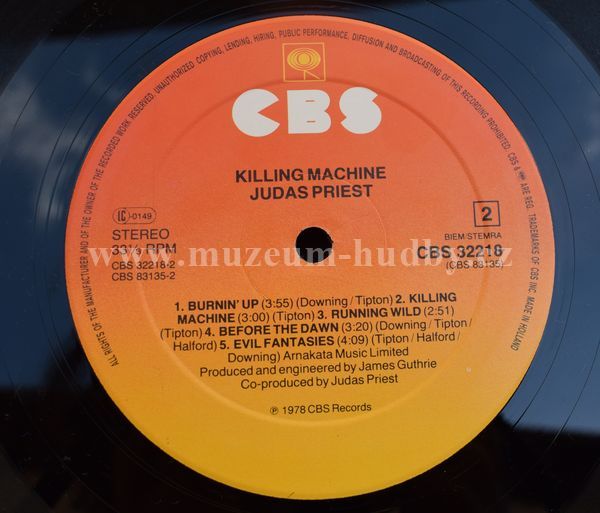 ALL RIGHTS OF THE MANUFACTURER AND OF THE OWNER OF THE RECORDED WORK RESERVED, UNAUTHORIZED COPYING, LENDING, HIRING, PUBLIC PERFORMANCE, DIFFUSION AND BROADCASTING OF THIS RECORDING PROHIBITED. CBS & ARE REG. TRADEMARKS OF CBS INC. MADE IN HOLLAND
CBS
KILLING MACHINE
JUDAS PRIEST
IC -0149
STEREO
33⅓ RPM
CBS 32218-2
CBS 83135-2
2
BIEM/STEMRA
CBS 32218
(CBS 83135)
www.muzeum-hudby.cz
1. BURNIN' UP (3:55) (Downing / Tipton) 2. KILLING
MACHINE (3:00) (Tipton) 3. RUNNING WILD (2:51)
(Tipton) 4. BEFORE THE DAWN (3:20) (Downing / Tipton /
Halford) 5. EVIL FANTASIES (4:09) (Tipton / Halford /
Downing) Arnakata Music Limited
Produced and engineered by James Guthrie
Co-produced by Judas Priest
℗ 1978 CBS Records